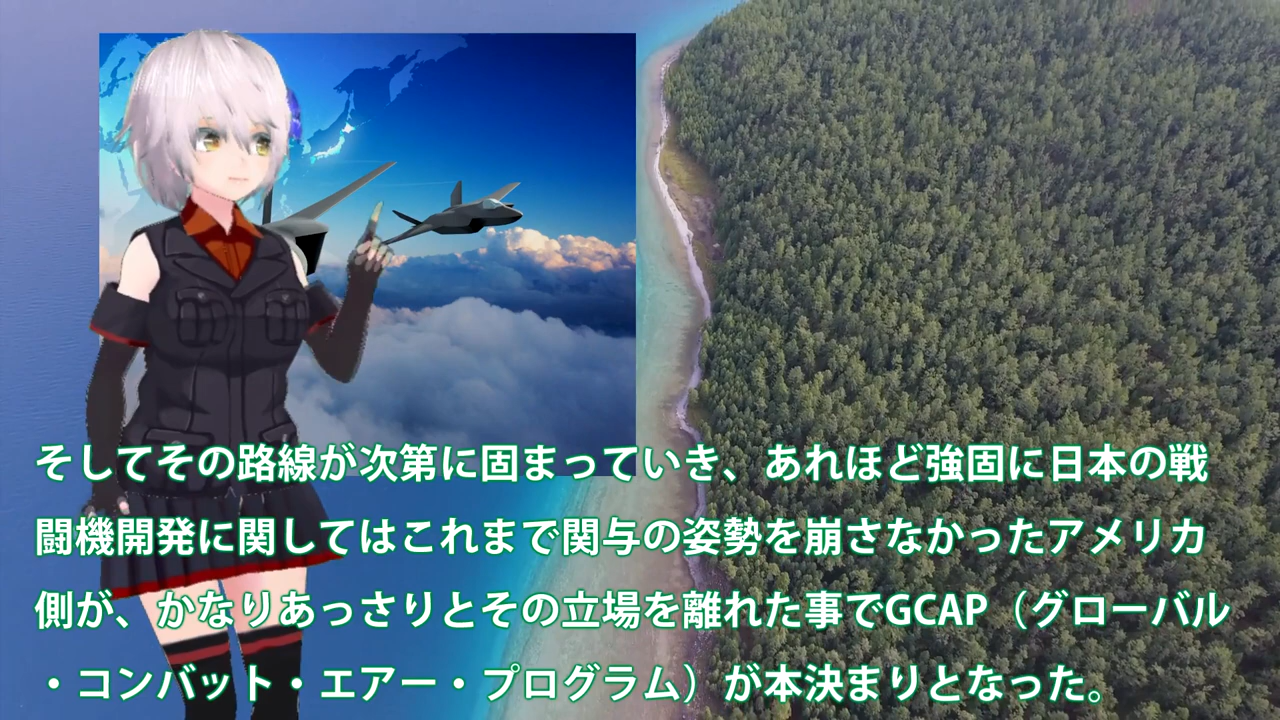 そしてその路線が次第に固まっていき、あれほど強固に日本の戦
闘機開発に関してはこれまで関与の姿勢を崩さなかったアメリカ
側が、かなりあっさりとその立場を離れた事でGCAP（グローバル
・コンバット・エアー・プログラム）が本決まりとなった。